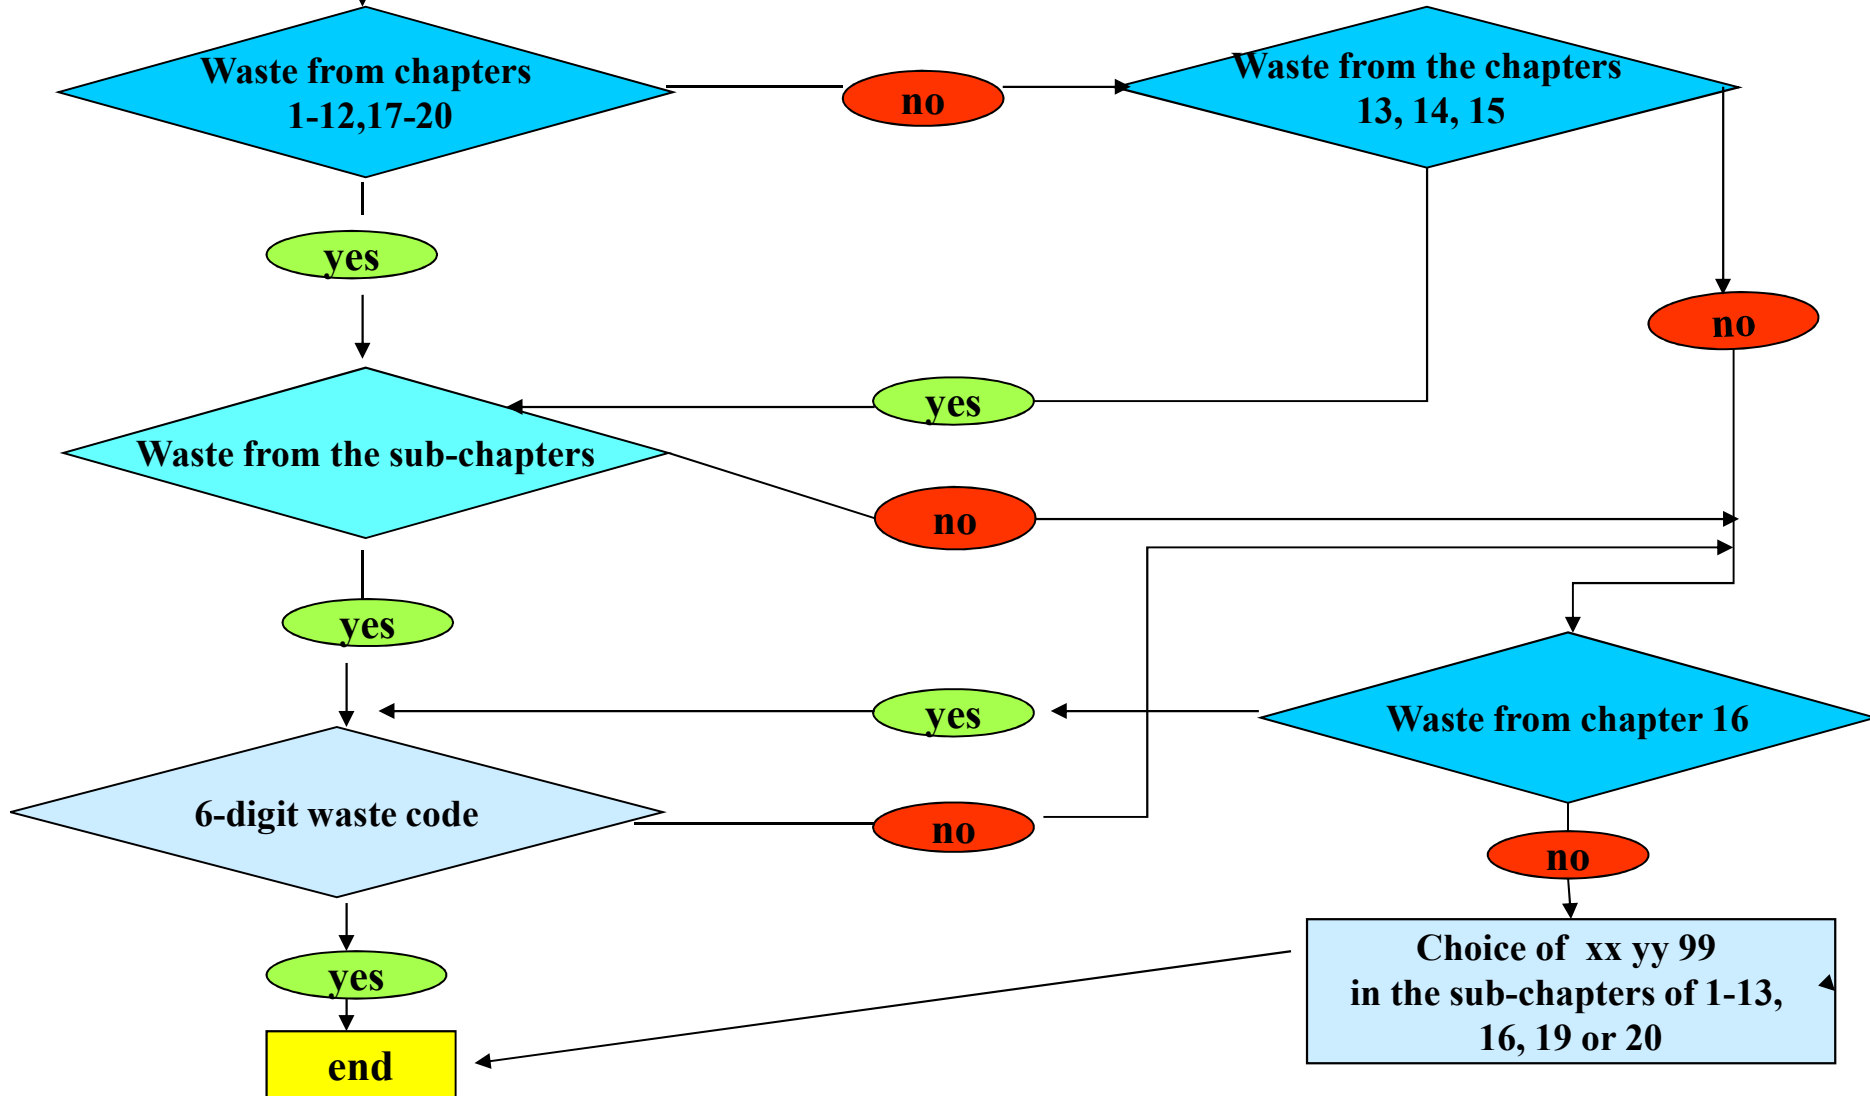 Waste from chapters
1-12,17-20
no
Waste from the chapters
13, 14, 15
yes
no
yes
Waste from the sub-chapters
no
yes
yes
Waste from chapter 16
6-digit waste code
no
no
yes
Choice of xx yy 99
in the sub-chapters of 1-13,
16, 19 or 20
end